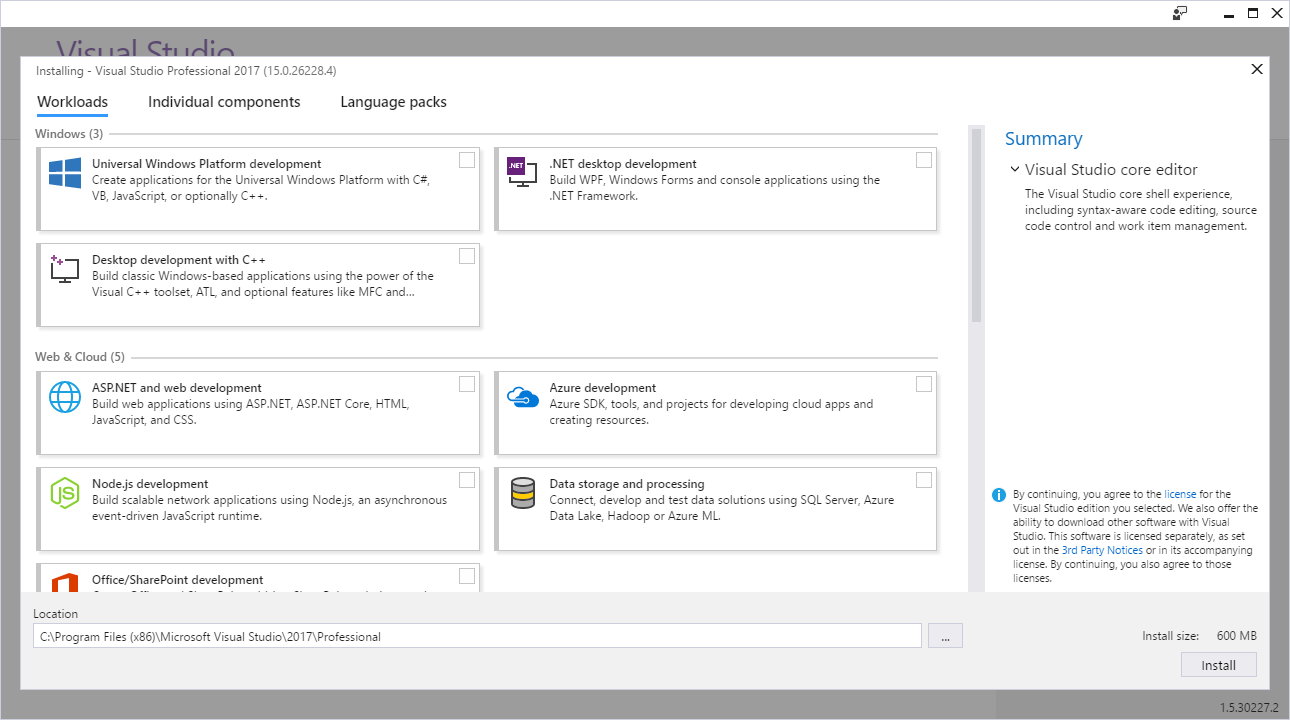 Visual Studio
Installing - Visual Studio Professional 2017 (15.0.26228.4)
Workloads
Individual components
Language packs
Windows (3)
Universal Windows Platform development
Create applications for the Universal Windows Platform with C#,
VB, JavaScript, or optionally C++.
.NET
.NET desktop development
Build WPF, Windows Forms and console applications using the
.NET Framework.
Desktop development with C++
Build classic Windows-based applications using the power of the
Visual C++ toolset, ATL, and optional features like MFC and...
Web & Cloud (5)
ASP.NET and web development
Build web applications using ASP.NET, ASP.NET Core, HTML,
JavaScript, and CSS.
Azure development
Azure SDK, tools, and projects for developing cloud apps and
creating resources.
JS
Node.js development
Build scalable network applications using Node.js, an asynchronous
event-driven JavaScript runtime.
Data storage and processing
Connect, develop and test data solutions using SQL Server, Azure
Data Lake, Hadoop or Azure ML.
Office/SharePoint development
Summary
Visual Studio core editor
The Visual Studio core shell experience,
including syntax-aware code editing, source
code control and work item management.
By continuing, you agree to the license for the
Visual Studio edition you selected. We also offer the
ability to download other software with Visual
Studio. This software is licensed separately, as set
out in the 3rd Party Notices or in its accompanying
license. By continuing, you also agree to those
licenses.
Location
C:\Program Files (x86)\Microsoft Visual Studio\2017\Professional
...
Install size: 600 MB
Install
1.5.30227.2